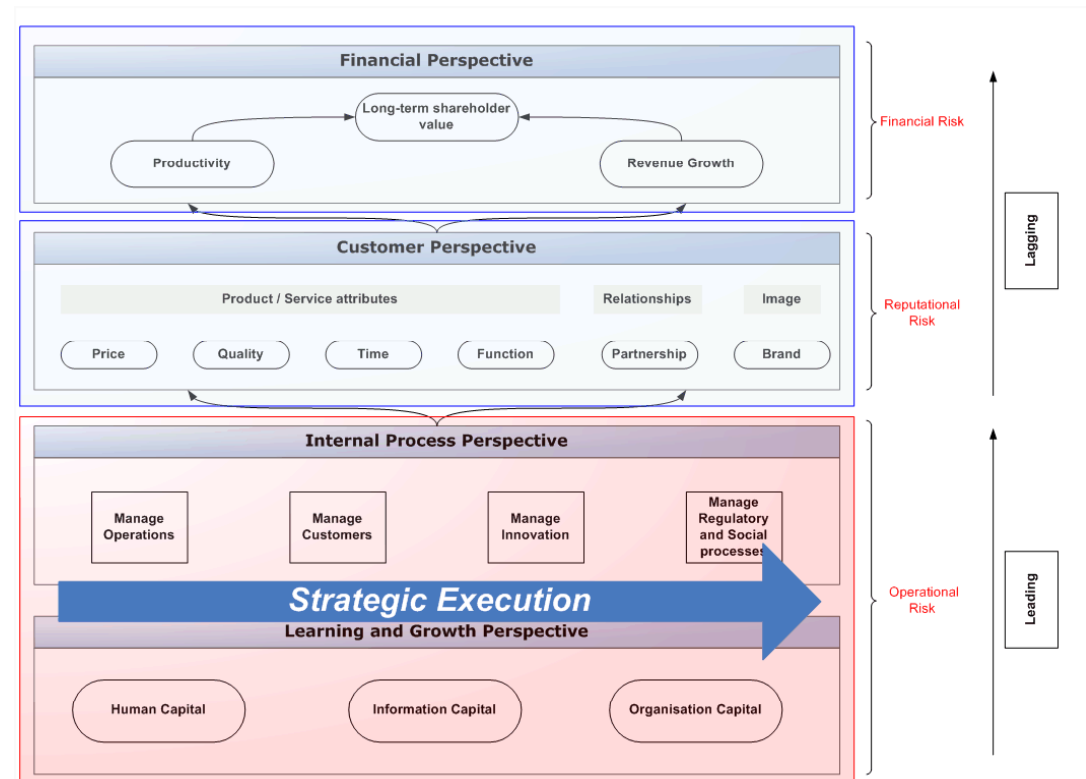 Financial Perspective
Long-term shareholder
value
Productivity
Revenue Growth
Financial Risk
Lagging
Customer Perspective
Product / Service attributes
Relationships
Image
Reputational
Risk
Price
Quality
Time
Function
Partnership
Brand
Internal Process Perspective
Manage
Operations
Manage
Customers
Manage
Innovation
Manage
Regulatory
and Social
processes
Strategic Execution
Operational
Risk
Leading
Learning and Growth Perspective
Human Capital
Information Capital
Organisation Capital